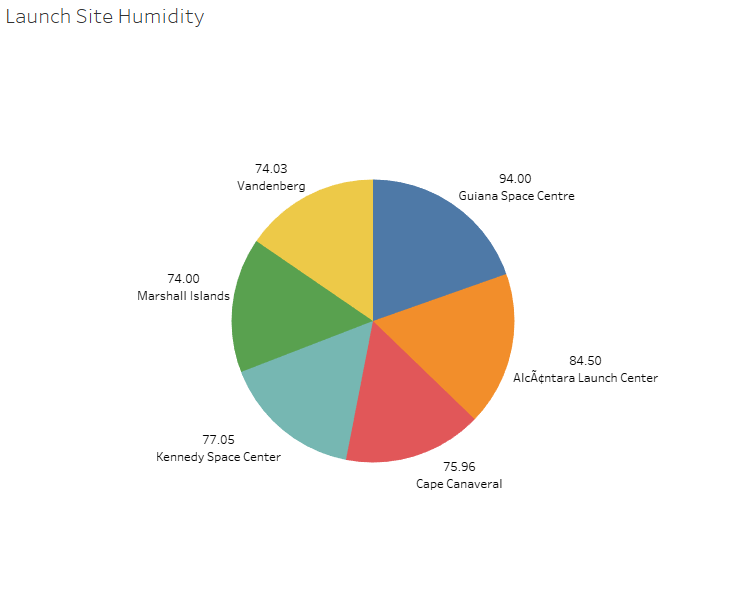 Launch Site Humidity
74.03
Vandenberg
94.00
Guiana Space Centre
74.00
Marshall Islands
84.50
AlcÃ¢ntara Launch Center
77.05
Kennedy Space Center
75.96
Cape Canaveral